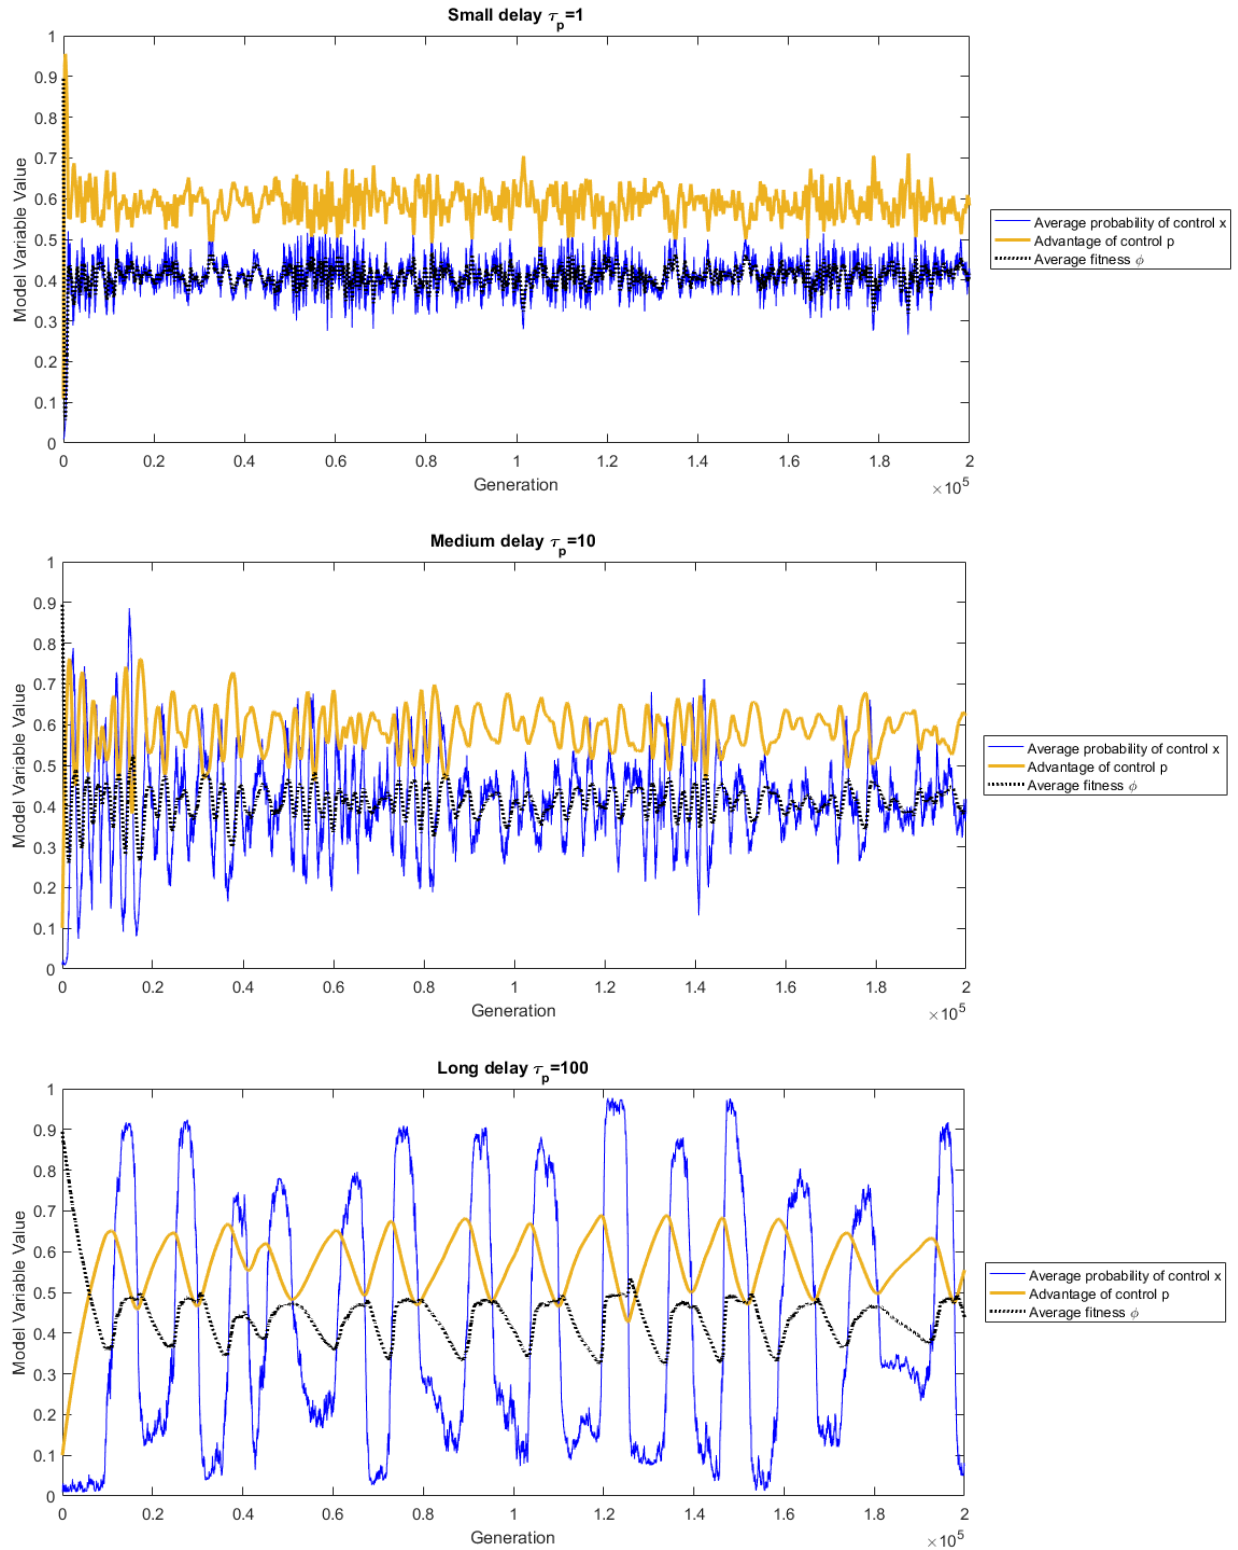 Small delay τp=1
1
0.9
0.8
0.7
0.6
0.5
0.4
0.3
0.2
0.1
0
Model Variable Value
0 0.2 0.4 0.6 0.8 1 1.2 1.4 1.6 1.8 2
Generation
×10^5
Average probability of control x
Advantage of control p
Average fitness ϕ
Medium delay τp=10
1
0.9
0.8
0.7
0.6
0.5
0.4
0.3
0.2
0.1
0
Model Variable Value
0 0.2 0.4 0.6 0.8 1 1.2 1.4 1.6 1.8 2
Generation
×10^5
Average probability of control x
Advantage of control p
Average fitness ϕ
Long delay τp=100
1
0.9
0.8
0.7
0.6
0.5
0.4
0.3
0.2
0.1
0
Model Variable Value
0 0.2 0.4 0.6 0.8 1 1.2 1.4 1.6 1.8 2
Generation
×10^5
Average probability of control x
Advantage of control p
Average fitness ϕ